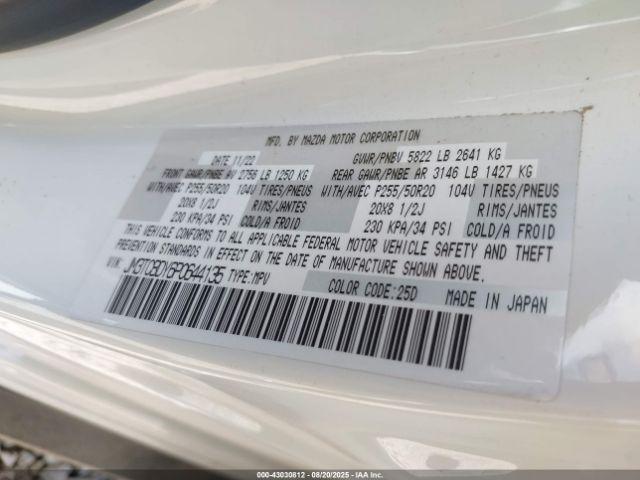 MFD. BY MAZDA MOTOR CORPORATION
DATE 11/22 GVWR/PNBV 5822 LB 2641 KG
FRONT GAWR/PNBE AV 2756 LB 1250 KG REAR GAWR/PNBE AR 3146 LB 1427 KG
WITH/AVEC P255/50R20 104V TIRES/PNEUS WITH/AVEC P255/50R20 104V TIRES/PNEUS
20X8 1/2J RIMS/JANTES 20X8 1/2J RIMS/JANTES
230 KPA/34 PSI COLD/A FROID 230 KPA/34 PSI COLD/A FROID
THIS VEHICLE CONFORMS TO ALL APPLICABLE FEDERAL MOTOR VEHICLE SAFETY AND THEFT
PREVENTION STANDARDS IN EFFECT ON THE DATE OF MANUFACTURE SHOWN ABOVE.
VIN: JM3TCBDY6P0644135 TYPE:MPV
COLOR CODE:25D MADE IN JAPAN
000-43030812 - 08/20/2025 - IAAI Copart